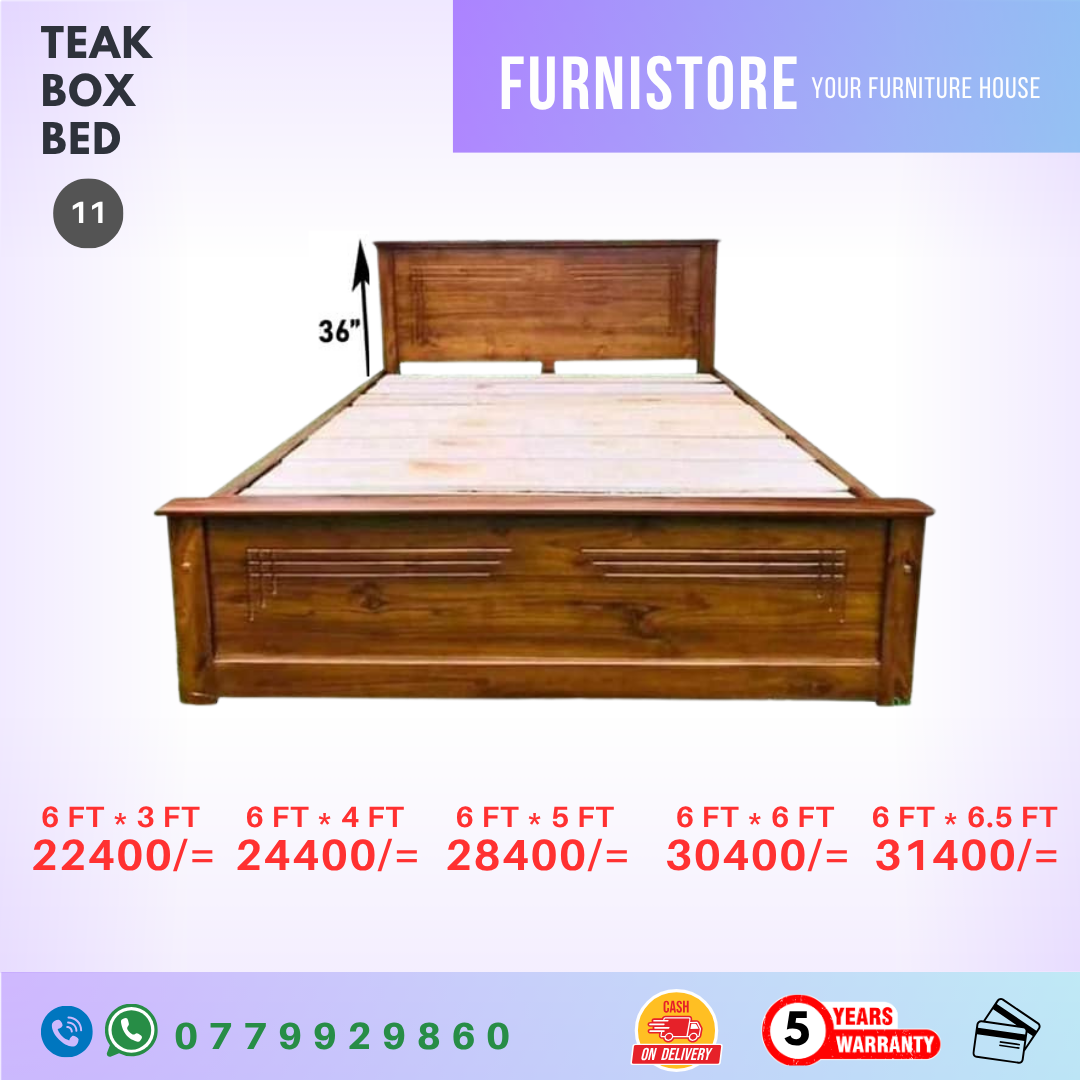 TEAK
BOX
BED
11
FURNISTORE YOUR FURNITURE HOUSE
36”
6 FT * 3 FT 6 FT * 4 FT 6 FT * 5 FT 6 FT * 6 FT 6 FT * 6.5 FT
22400/= 24400/= 28400/= 30400/= 31400/=
0779929860
CASH
ON DELIVERY
5 YEARS
WARRANTY